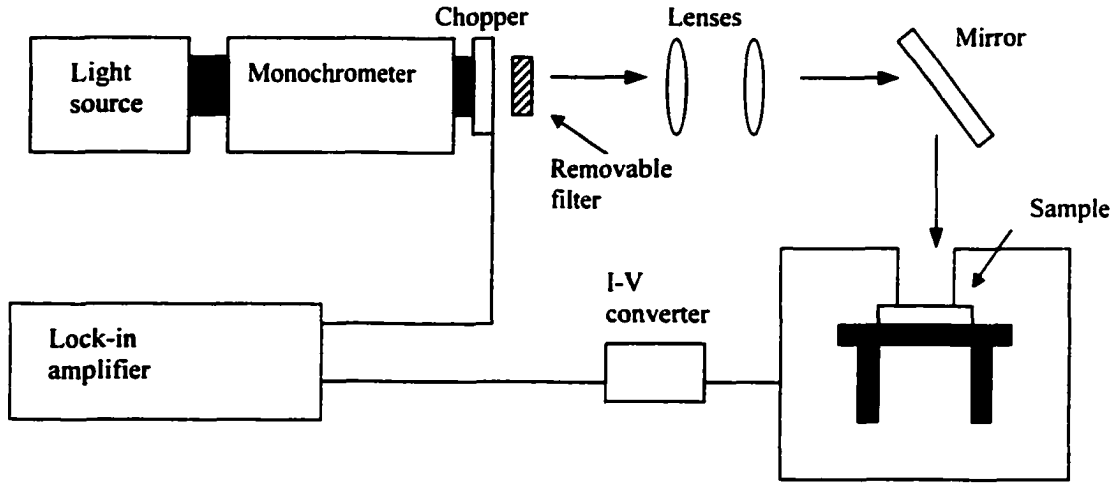 Chopper
Lenses
Mirror
Light
source
Monochrometer
Removable
filter
Sample
I-V
converter
Lock-in
amplifier